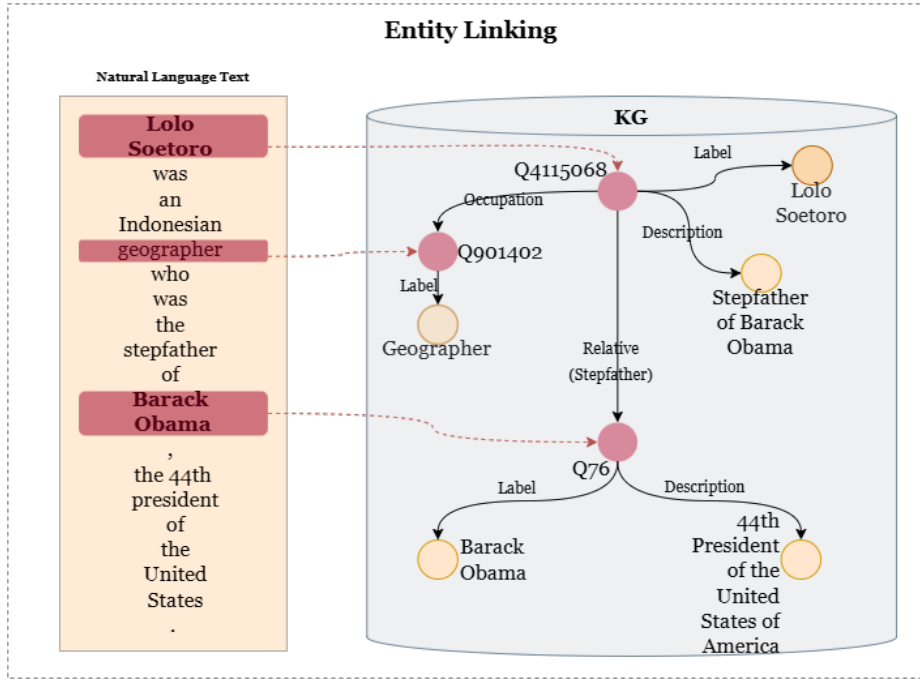 Entity Linking
Natural Language Text
Lolo
Soetoro
was
an
Indonesian
geographer
who
was
the
stepfather
of
Barack
Obama
,
the 44th
president
of
the
United
States
.
KG
Q4115068
Label
Lolo
Soetoro
Occupation
Description
Q901402
Label
Geographer
Stepfather
of Barack
Obama
Relative
(Stepfather)
Q76
Label
Description
Barack
Obama
44th
President
of the
United
States of
America